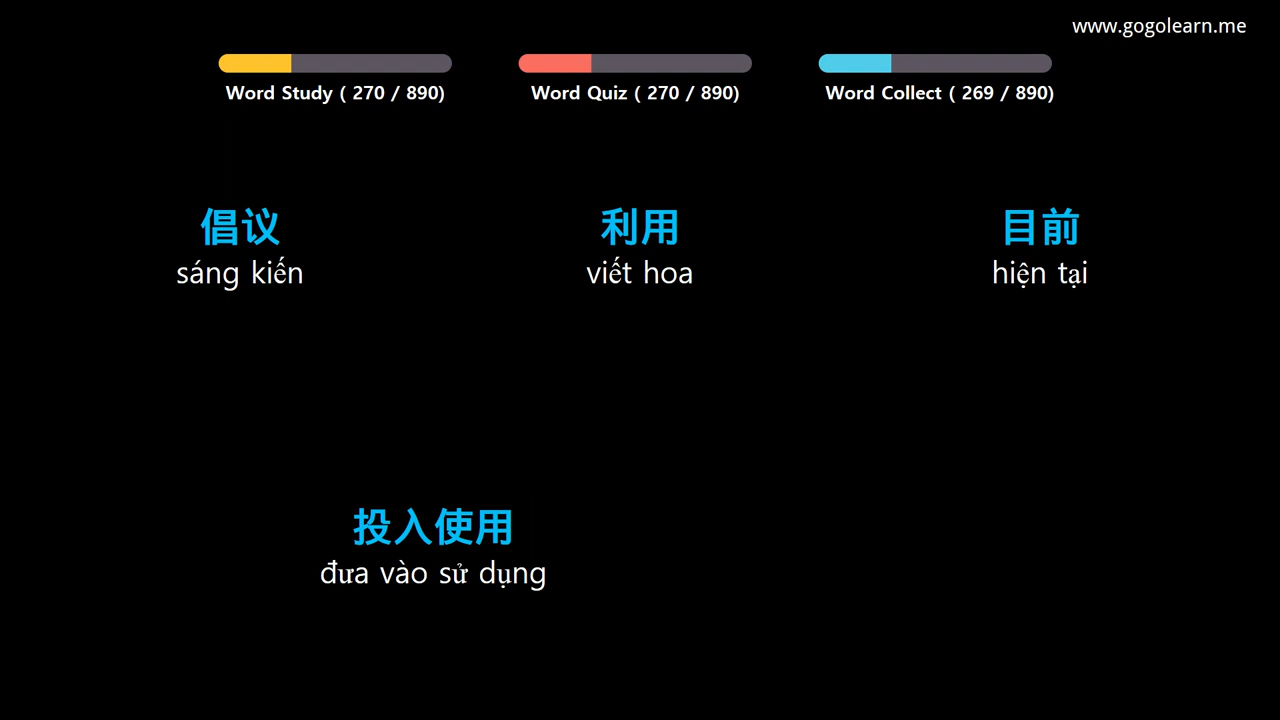 www.gogolearn.me
Word Study ( 270 / 890)
Word Quiz ( 270 / 890)
Word Collect ( 269 / 890)
倡议
sáng kiến
利用
viết hoa
目前
hiện tại
投入使用
đưa vào sử dụng